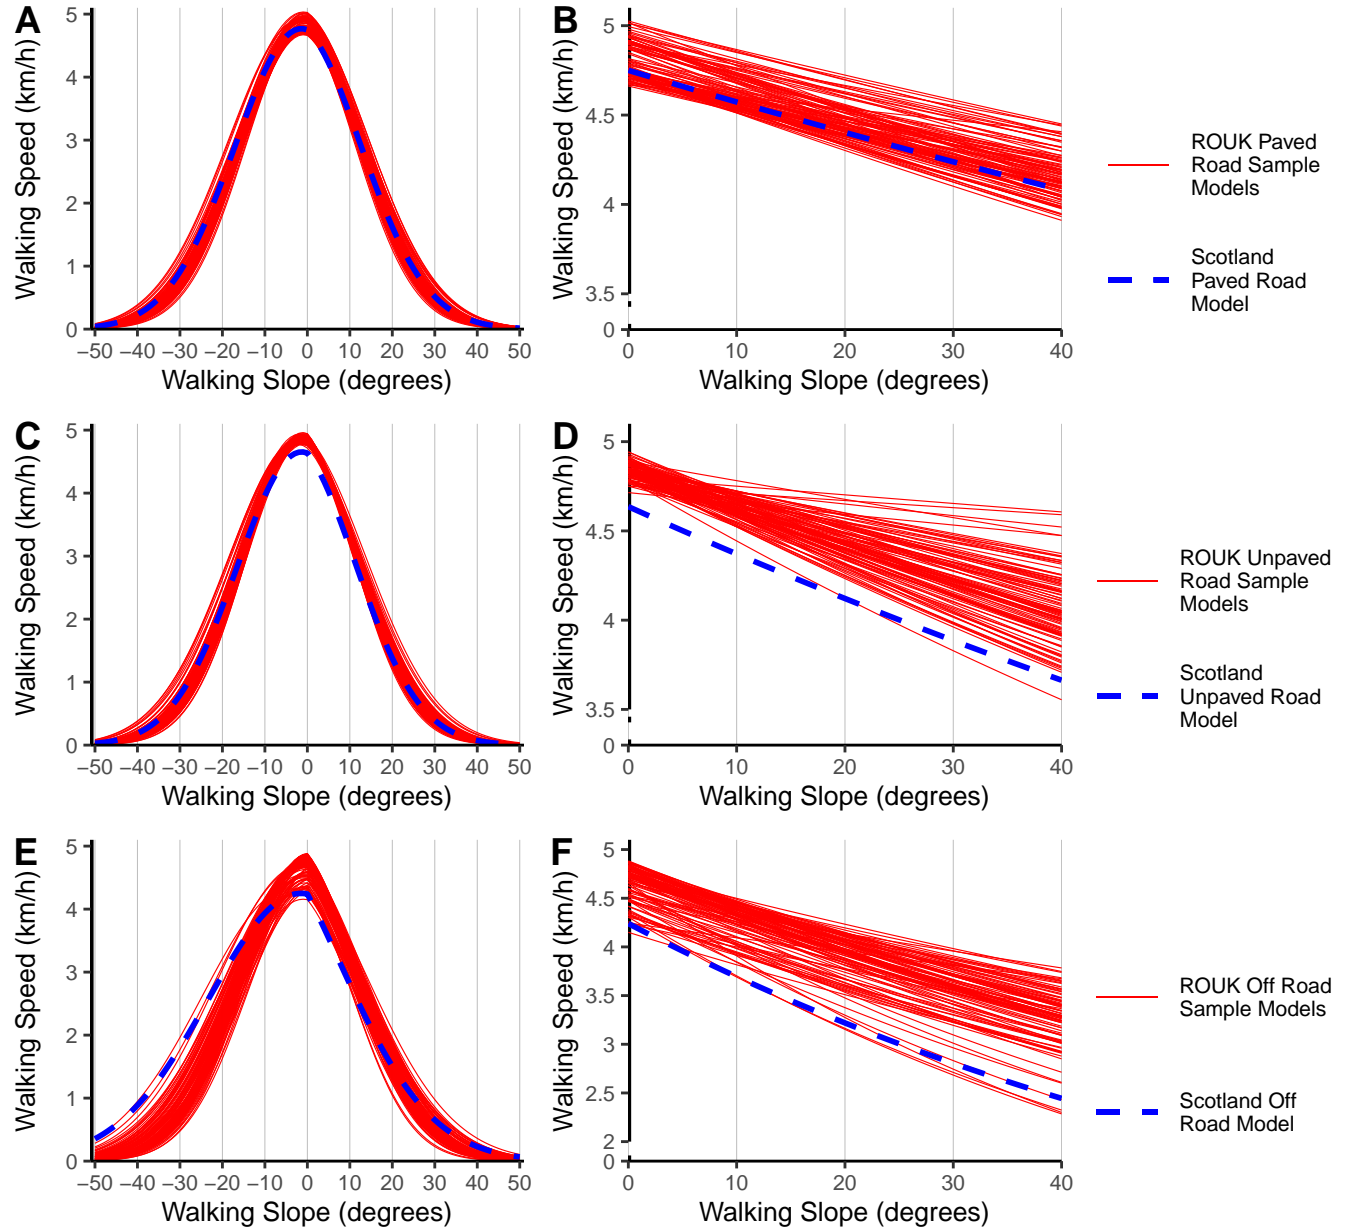 A
Walking Speed (km/h)
5
4
3
2
1
0
−50 −40 −30 −20 −10 0 10 20 30 40 50
Walking Slope (degrees)
B
Walking Speed (km/h)
5
4.5
4
3.5
0
0 10 20 30 40
Walking Slope (degrees)
ROUK Paved
Road Sample
Models
Scotland
Paved Road
Model
C
Walking Speed (km/h)
5
4
3
2
1
0
−50 −40 −30 −20 −10 0 10 20 30 40 50
Walking Slope (degrees)
D
Walking Speed (km/h)
5
4.5
4
3.5
0
0 10 20 30 40
Walking Slope (degrees)
ROUK Unpaved
Road Sample
Models
Scotland
Unpaved Road
Model
E
Walking Speed (km/h)
5
4
3
2
1
0
−50 −40 −30 −20 −10 0 10 20 30 40 50
Walking Slope (degrees)
F
Walking Speed (km/h)
5
4.5
4
3.5
3
2.5
2
0
0 10 20 30 40
Walking Slope (degrees)
ROUK Off Road
Sample Models
Scotland Off
Road Model